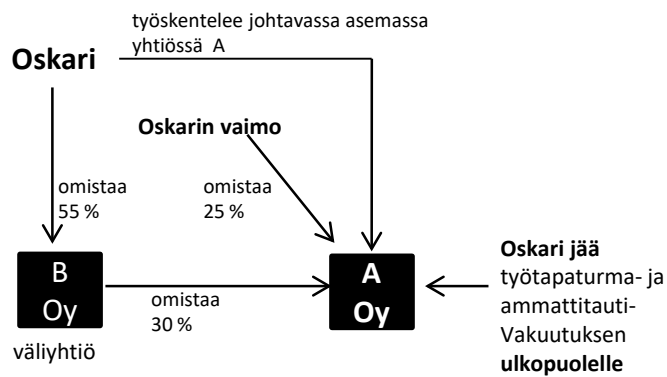 työskentelee johtavassa asemassa
yhtiössä A
Oskari
Oskarin vaimo
omistaa
55 %
omistaa
25 %
B
Oy
väliyhtiö
omistaa
30 %
A
Oy
Oskari jää
työtapaturma- ja
ammattitauti-
Vakuutuksen
ulkopuolelle